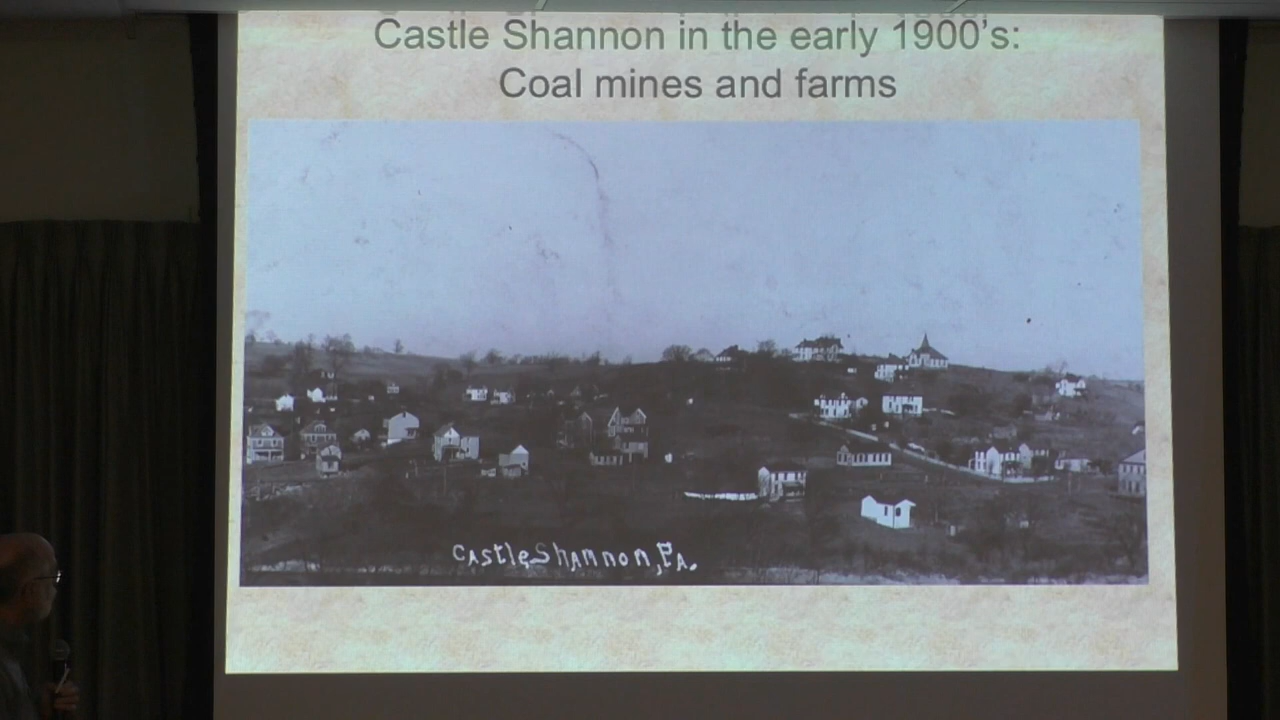 Castle Shannon in the early 1900's:
Coal mines and farms
Castle Shannon, Pa.